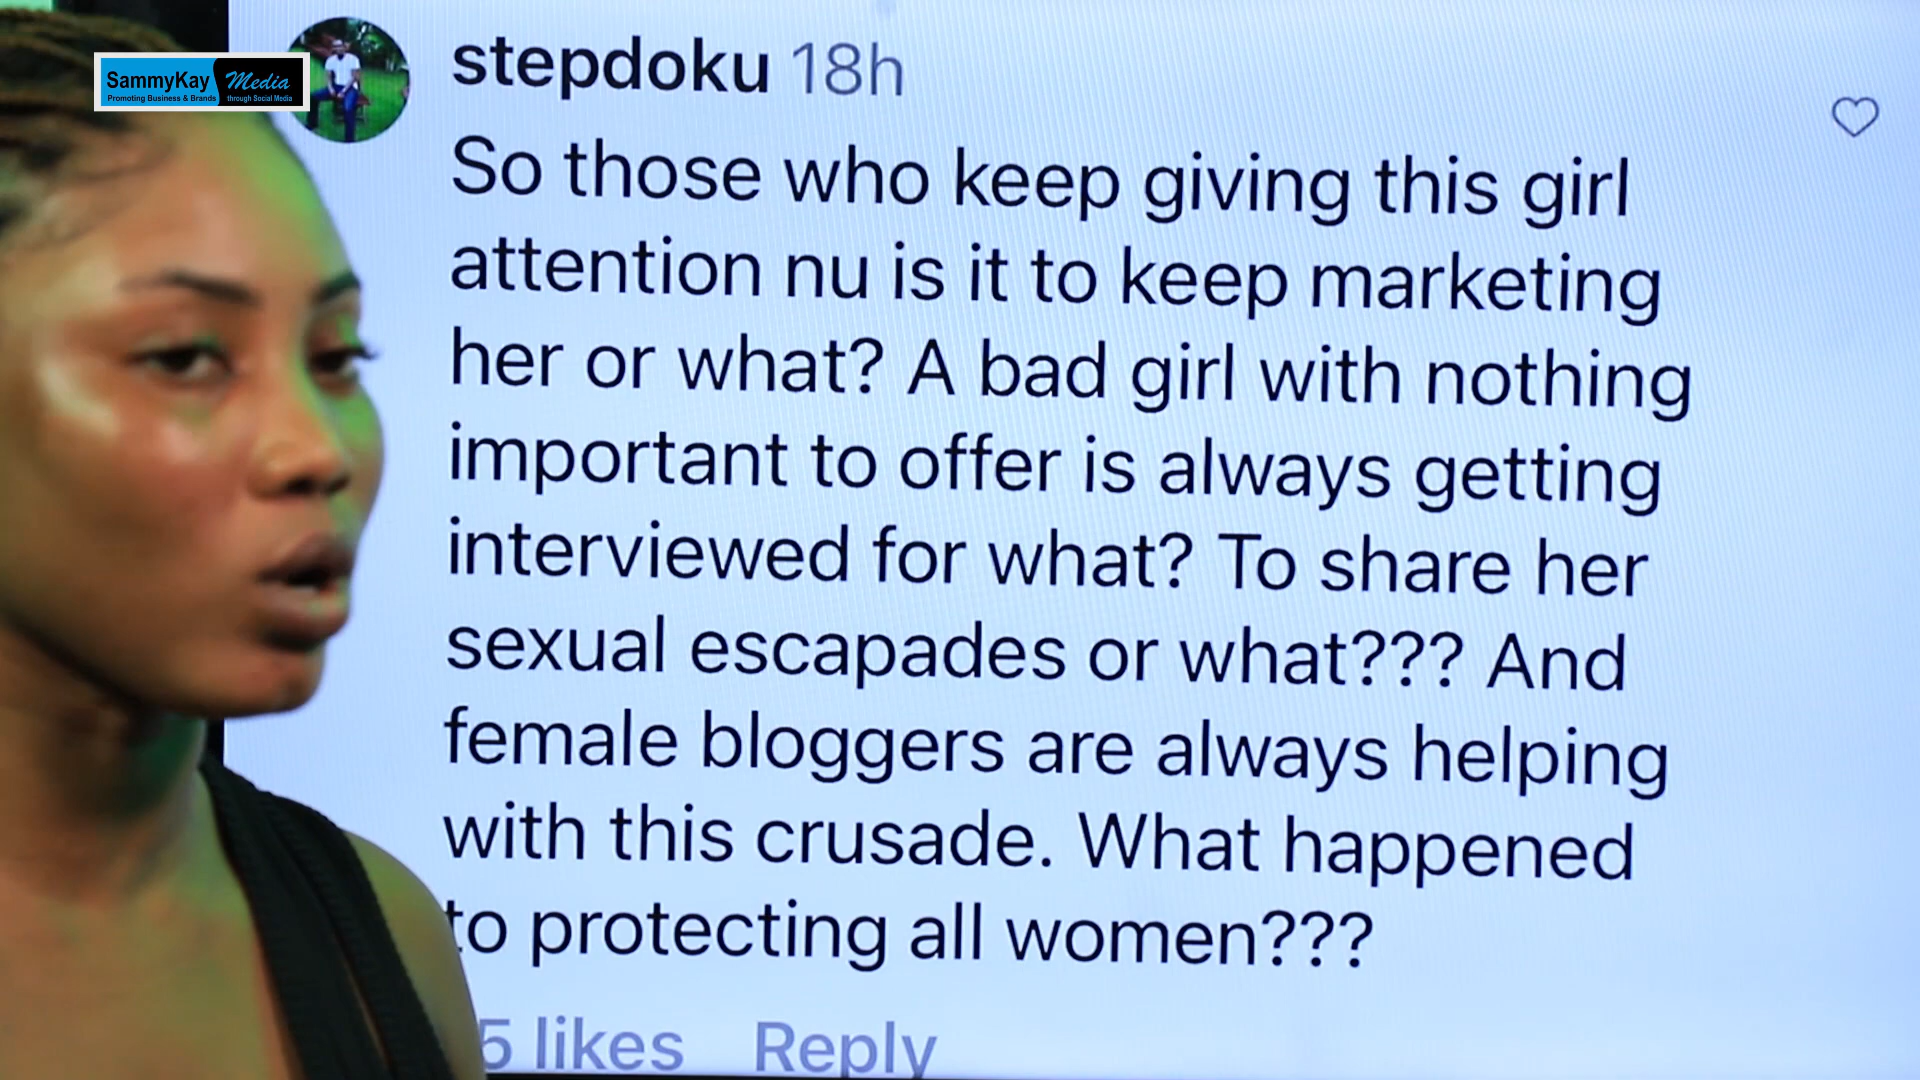 SammyKay Media
Promoting Business & Brands through Social Media
stepdoku 18h
So those who keep giving this girl
attention nu is it to keep marketing
her or what? A bad girl with nothing
important to offer is always getting
interviewed for what? To share her
sexual escapades or what??? And
female bloggers are always helping
with this crusade. What happened
to protecting all women???
5 likes Reply